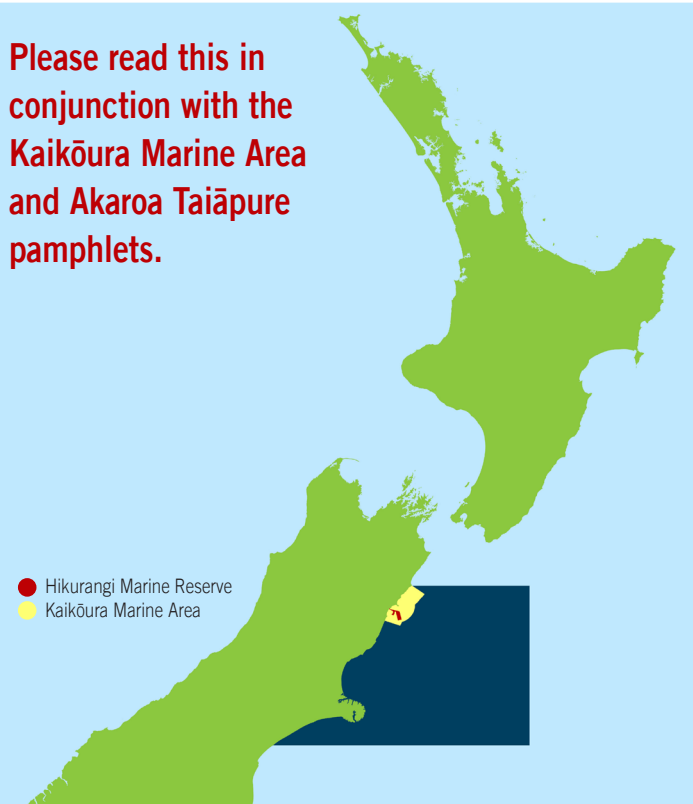 Please read this in
conjunction with the
Kaikōura Marine Area
and Akaroa Taiāpure
pamphlets.
Hikurangi Marine Reserve
Kaikōura Marine Area